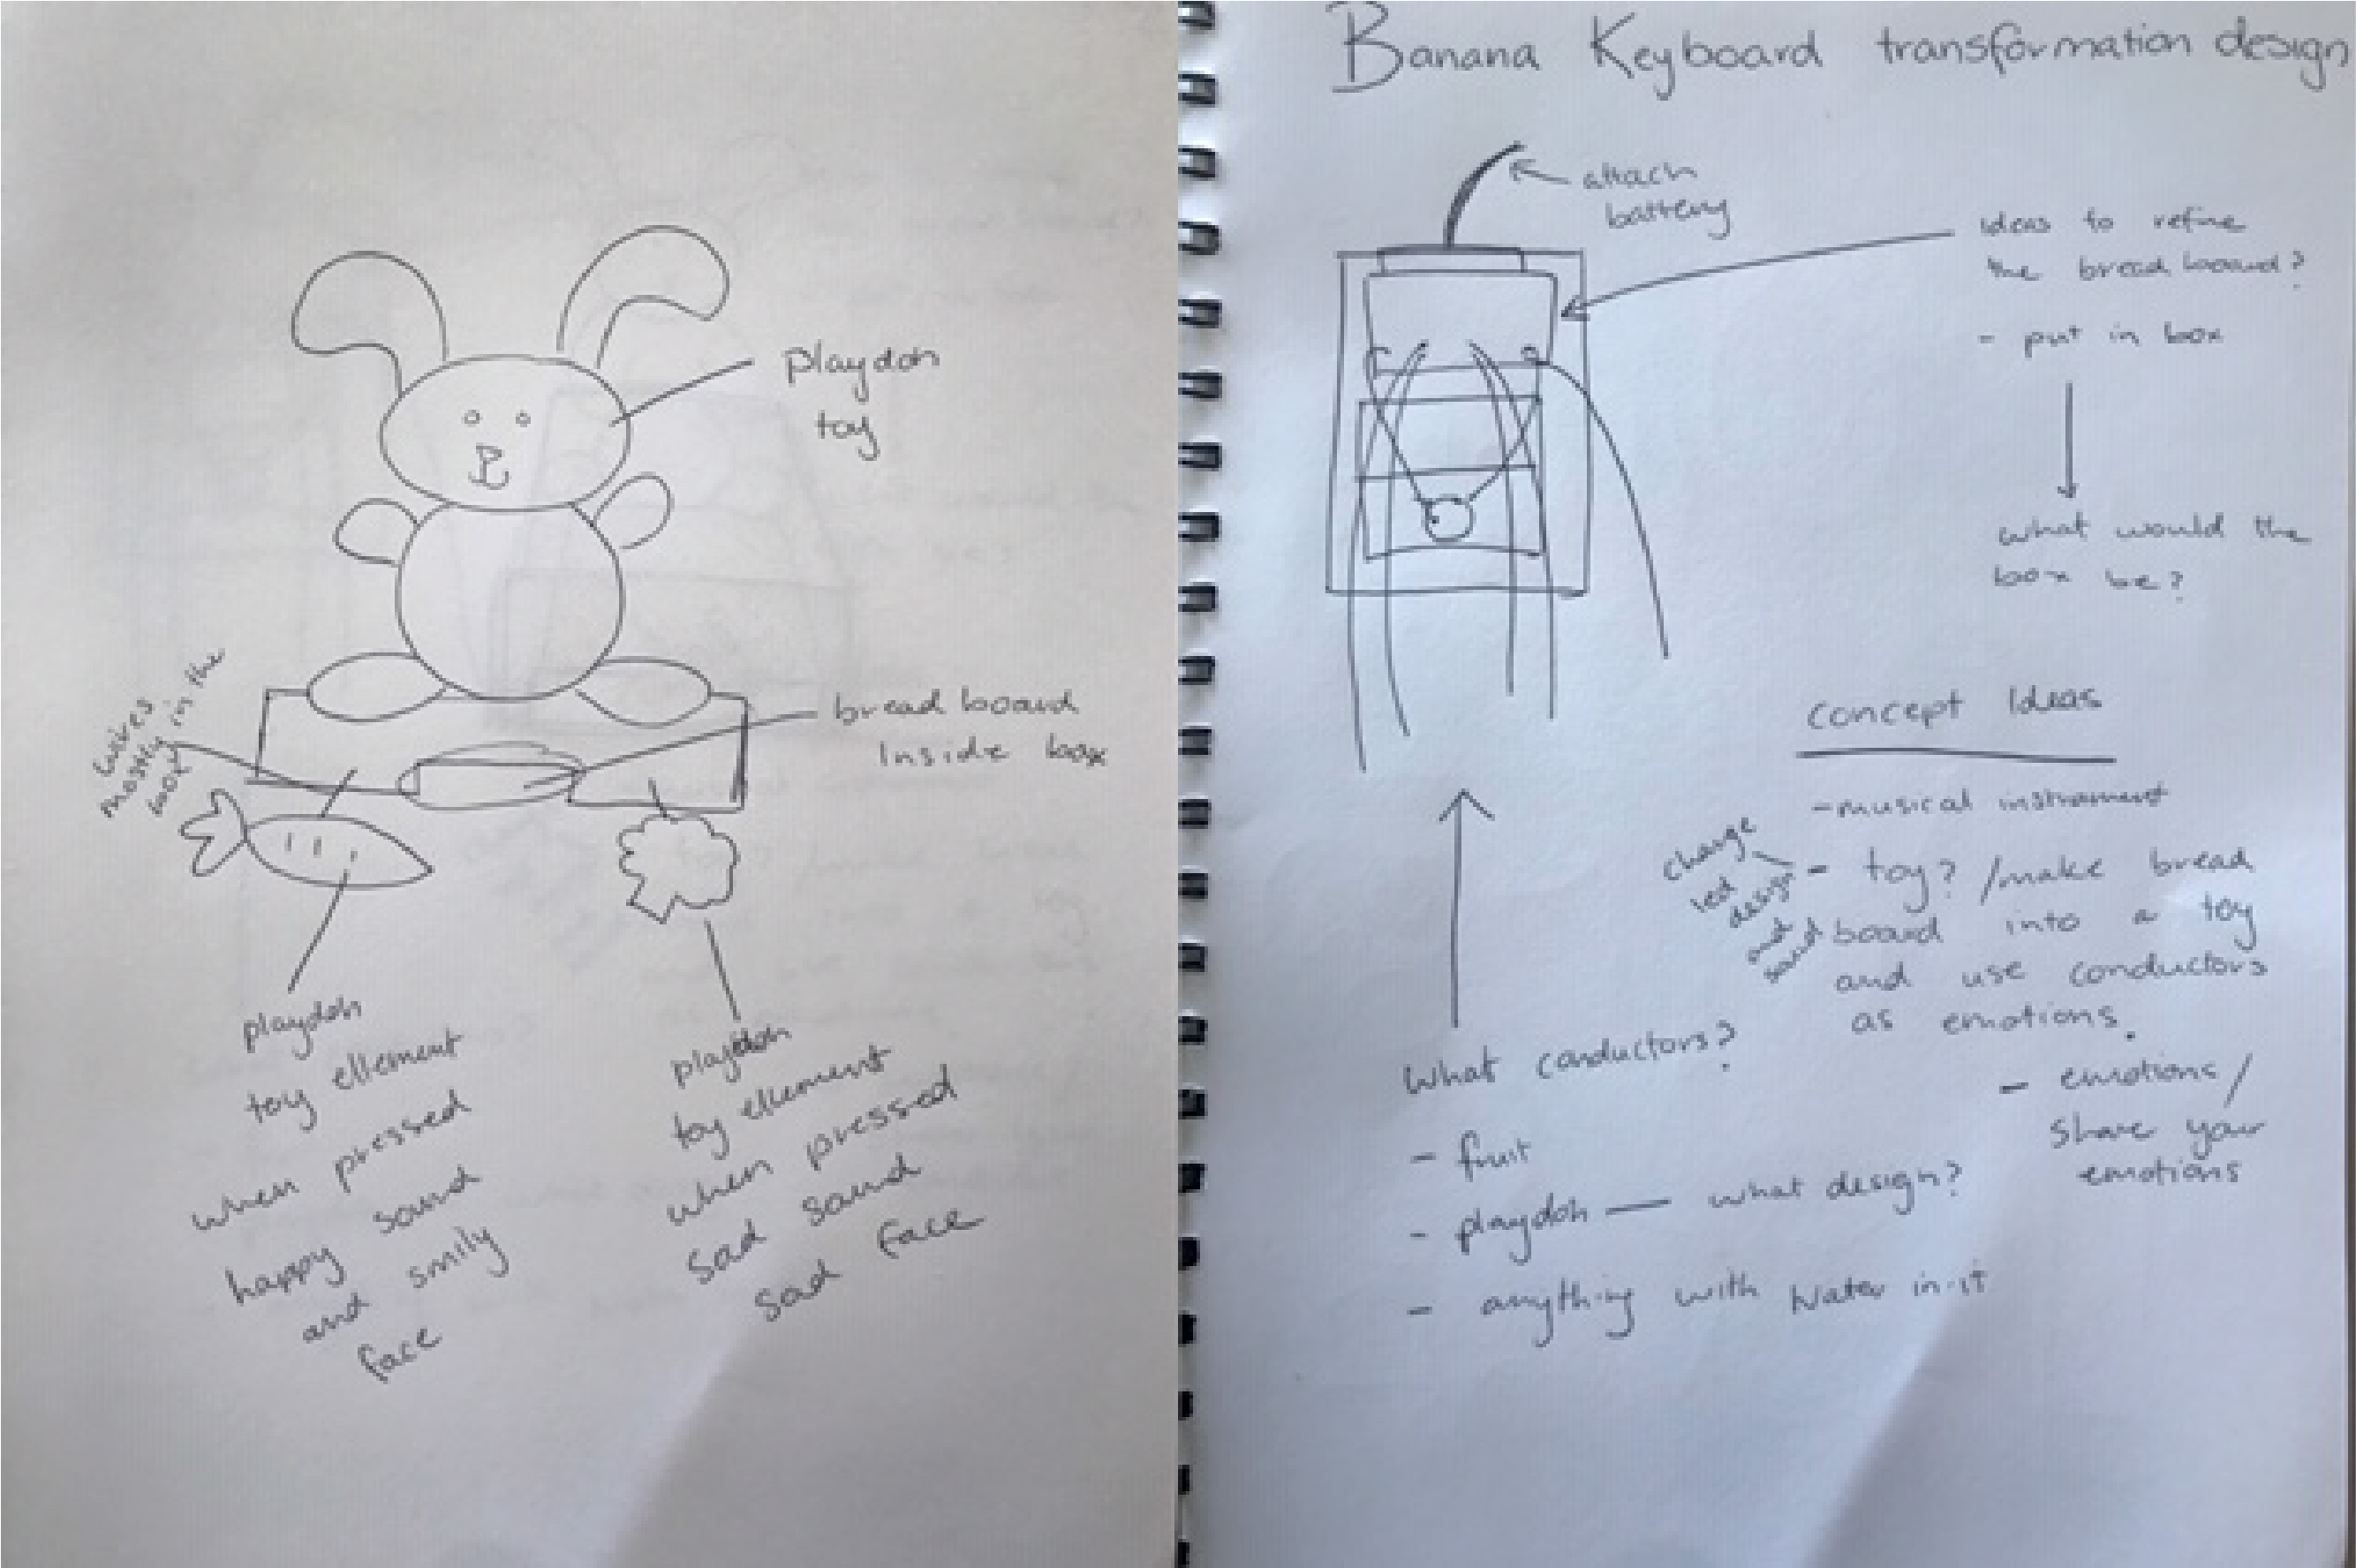 playdoh
toy
wires
mostly in the
box
bread board
Inside box
playdoh
toy ellement
when pressed
happy sound
and smily
face
playdoh
toy ellement
when pressed
sad sound
sad face
Banana Keyboard transformation design
attach
battery
Ideas to refine
the bread board?
- put in box
what would the
box be?
Concept Ideas
- musical instrament
change
led
design
and
sound
- toy? /make bread
board into a toy
and use conductors
as emotions.
- emotions/
share your
emotions
What conductors?
- fruit
- playdoh — what design?
- anything with water in it